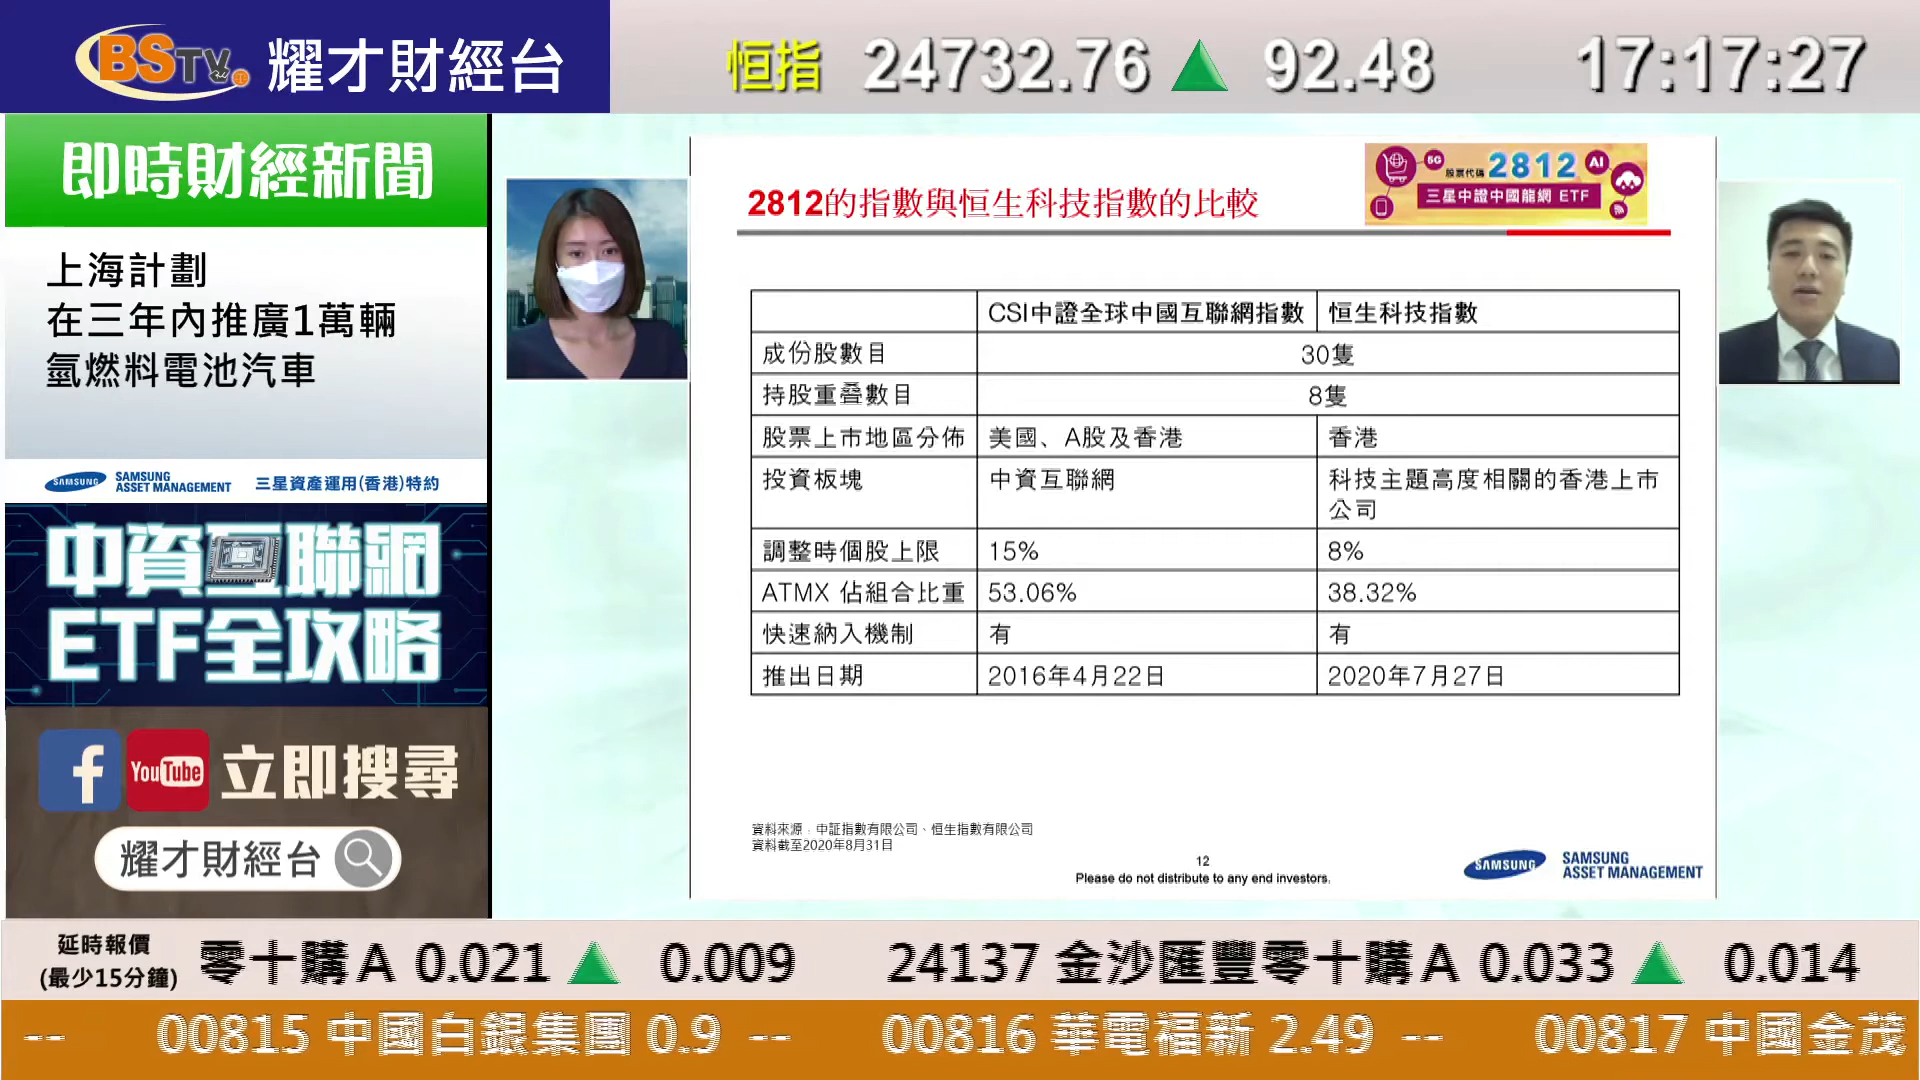 BSTV 耀才財經台
恒指 24732.76 ▲ 92.48 17:17:27
即時財經新聞
上海計劃
在三年內推廣1萬輛
氫燃料電池汽車
SAMSUNG
SAMSUNG
ASSET MANAGEMENT
三星資產運用(香港)特約
中資互聯網
ETF全攻略
f YouTube 立即搜尋
耀才財經台
2812的指數與恒生科技指數的比較
5G 股票代碼 2812 AI
三星中證中國龍網 ETF
CSI中證全球中國互聯網指數 恒生科技指數
成份股數目 30隻
持股重叠數目 8隻
股票上市地區分佈 美國、A股及香港 香港
投資板塊 中資互聯網 科技主題高度相關的香港上市
公司
調整時個股上限 15% 8%
ATMX 佔組合比重 53.06% 38.32%
快速納入機制 有 有
推出日期 2016年4月22日 2020年7月27日
資料來源：中証指數有限公司、恒生指數有限公司
資料截至2020年8月31日
12
Please do not distribute to any end investors.
SAMSUNG
SAMSUNG
ASSET MANAGEMENT
延時報價
(最少15分鐘)
零十購A 0.021 ▲ 0.009 24137 金沙匯豐零十購A 0.033 ▲ 0.014
-- 00815 中國白銀集團 0.9 -- 00816 華電福新 2.49 -- 00817 中國金茂